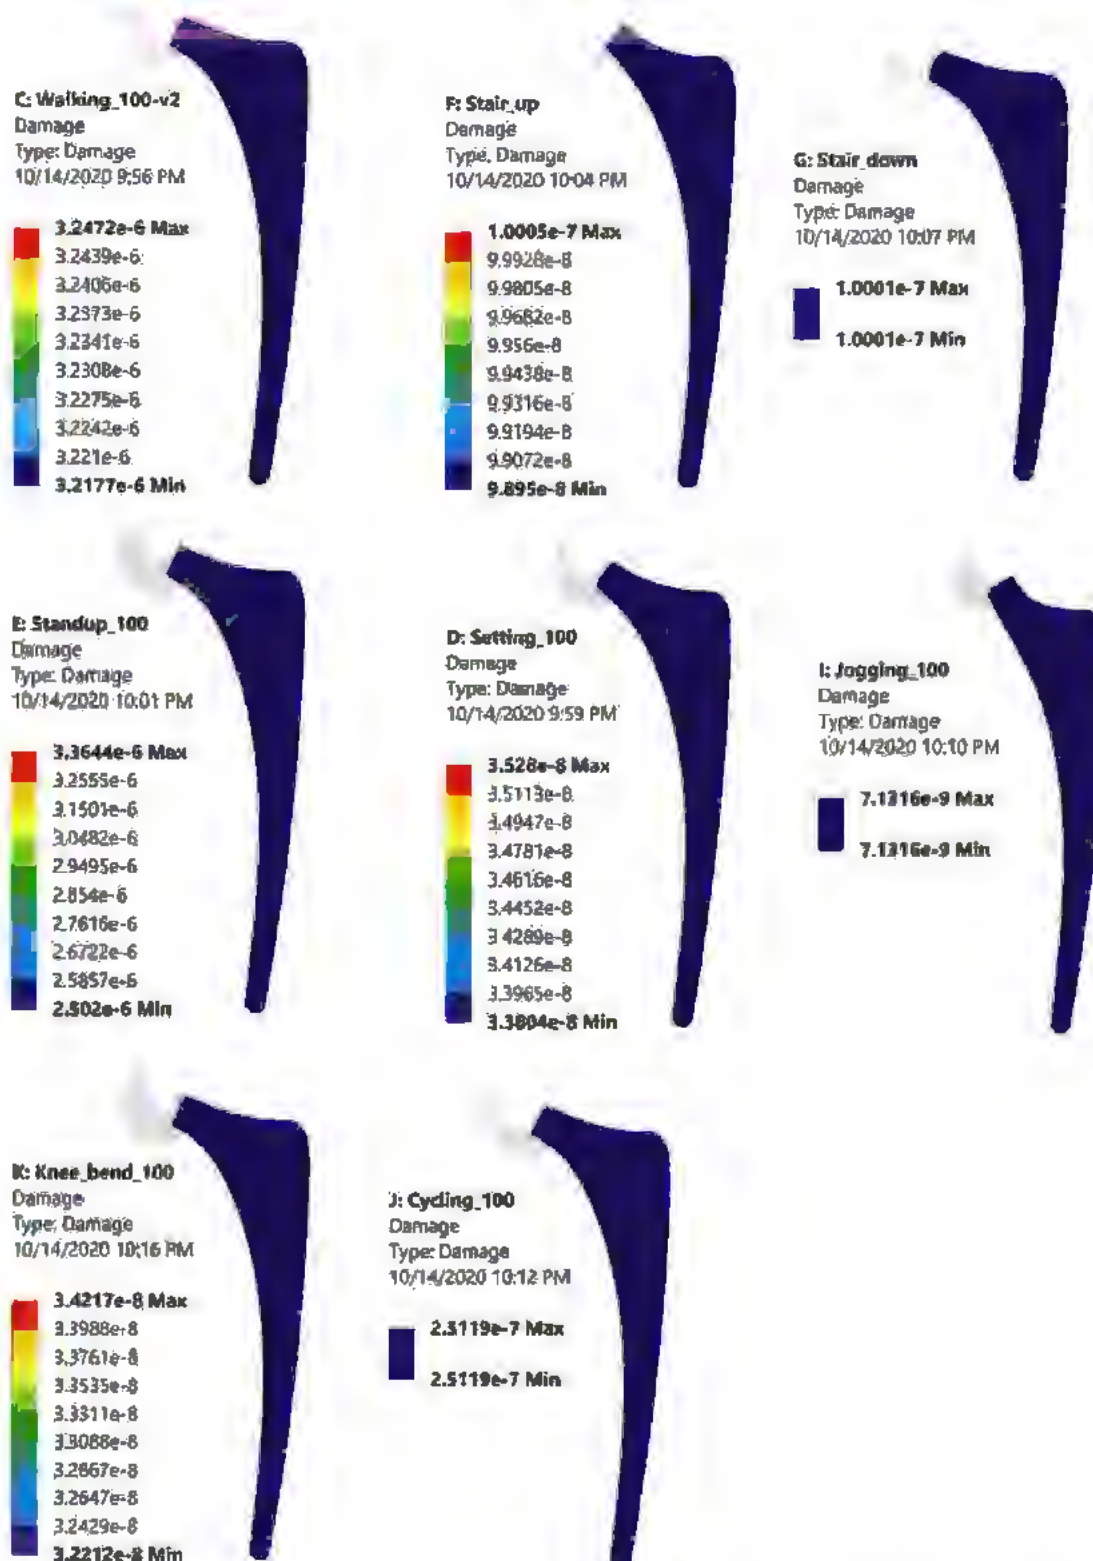 C: Walking_100-v2
Damage
Type: Damage
10/14/2020 9:56 PM
3.2472e-6 Max
3.2439e-6
3.2406e-6
3.2373e-6
3.2341e-6
3.2308e-6
3.2275e-6
3.2242e-6
3.221e-6
3.2177e-6 Min
F: Stair_up
Damage
Type: Damage
10/14/2020 10:04 PM
1.0005e-7 Max
9.9928e-8
9.9805e-8
9.9682e-8
9.956e-8
9.9438e-8
9.9316e-8
9.9194e-8
9.9072e-8
9.895e-8 Min
G: Stair_down
Damage
Type: Damage
10/14/2020 10:07 PM
1.0001e-7 Max
1.0001e-7 Min
E: Standup_100
Damage
Type: Damage
10/14/2020 10:01 PM
3.3644e-6 Max
3.2555e-6
3.1501e-6
3.0482e-6
2.9495e-6
2.854e-6
2.7616e-6
2.6722e-6
2.5857e-6
2.502e-6 Min
D: Setting_100
Damage
Type: Damage
10/14/2020 9:59 PM
3.528e-8 Max
3.5113e-8
3.4947e-8
3.4781e-8
3.4616e-8
3.4452e-8
3.4289e-8
3.4126e-8
3.3965e-8
3.3804e-8 Min
I: Jogging_100
Damage
Type: Damage
10/14/2020 10:10 PM
7.1316e-9 Max
7.1316e-9 Min
K: Knee_bend_100
Damage
Type: Damage
10/14/2020 10:16 PM
3.4217e-8 Max
3.3988e-8
3.3761e-8
3.3535e-8
3.3311e-8
3.3088e-8
3.2867e-8
3.2647e-8
3.2429e-8
3.2212e-8 Min
J: Cycling_100
Damage
Type: Damage
10/14/2020 10:12 PM
2.5119e-7 Max
2.5119e-7 Min